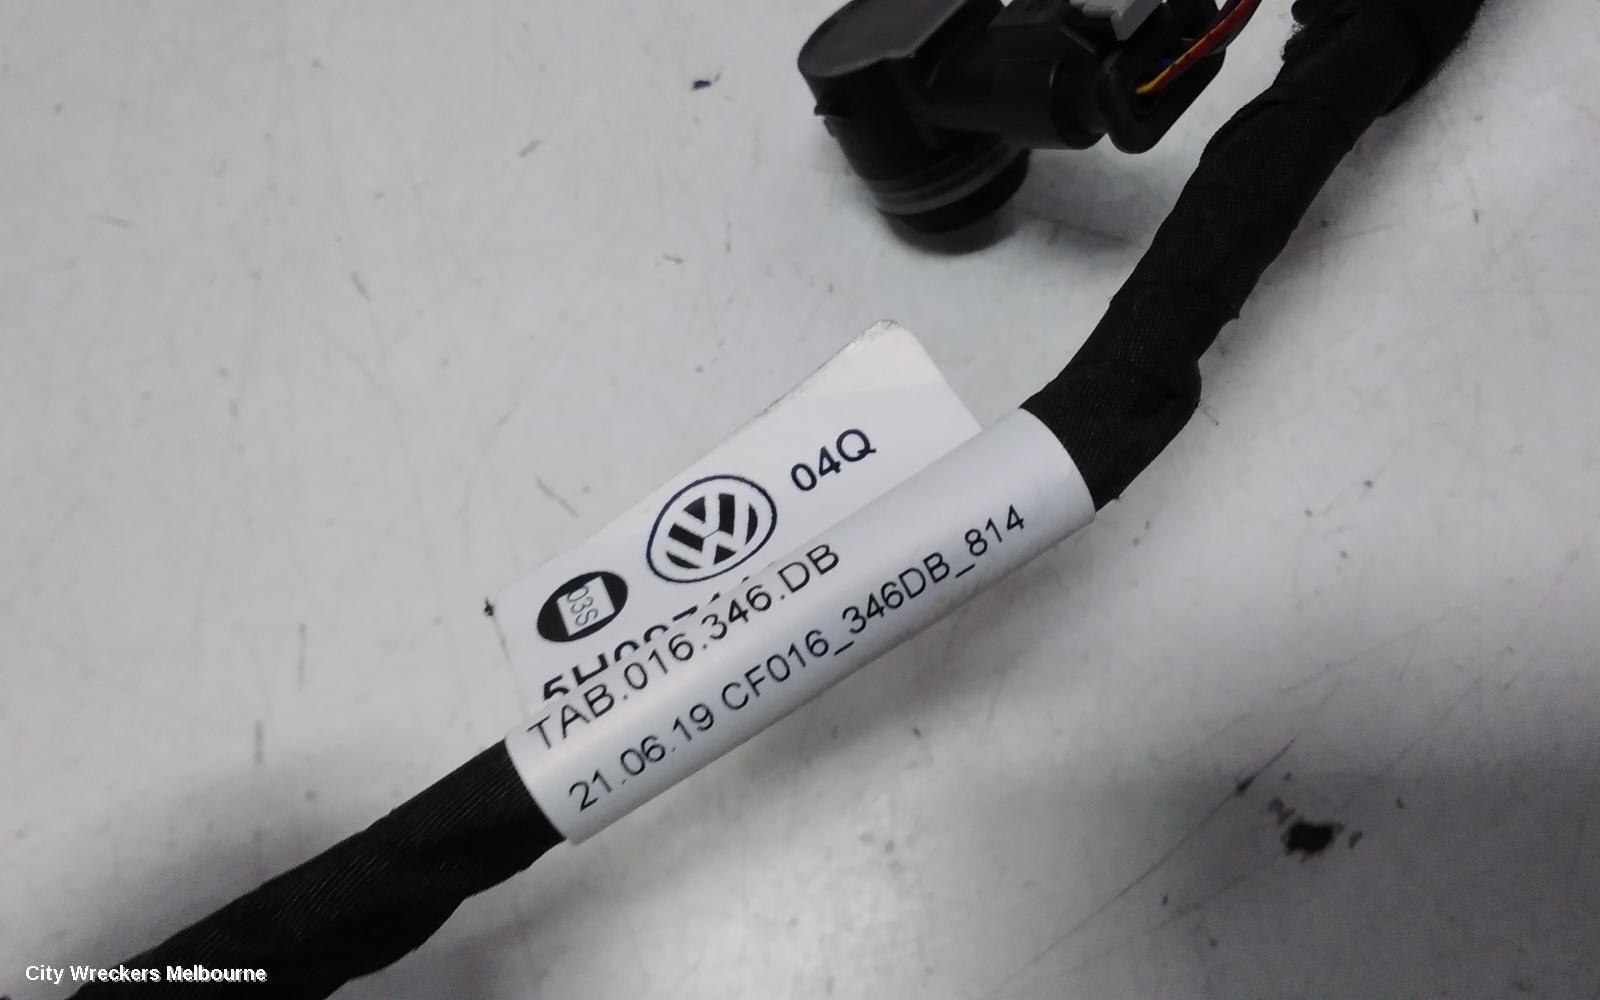 04Q
D3S
TAB.016.346.DB
21.06.19 CF016_346DB_814
City Wreckers Melbourne